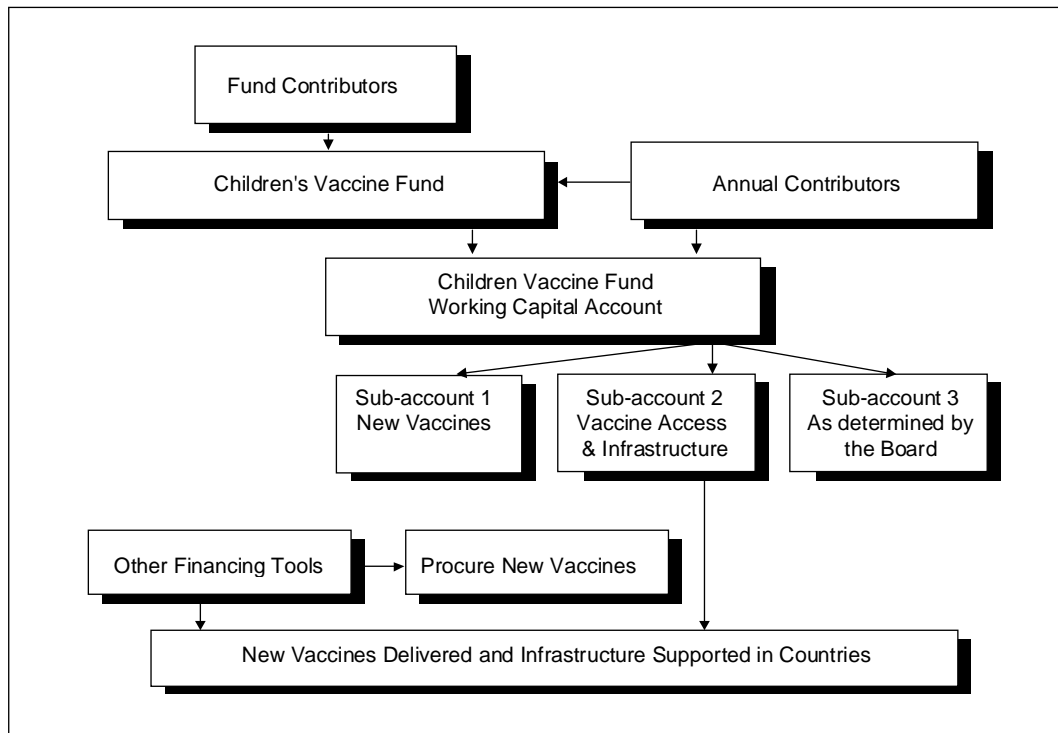 Fund Contributors
Children's Vaccine Fund
Annual Contributors
Children Vaccine Fund
Working Capital Account
Sub-account 1
New Vaccines
Sub-account 2
Vaccine Access
& Infrastructure
Sub-account 3
As determined by
the Board
Other Financing Tools
Procure New Vaccines
New Vaccines Delivered and Infrastructure Supported in Countries